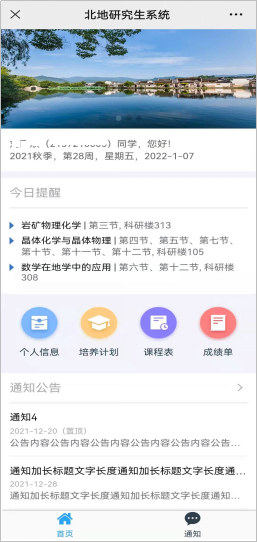 北地研究生系统
同学，您好！
2021秋季，第28周，星期五，2022-1-07
今日提醒
岩矿物理化学 | 第三节, 科研楼313
晶体化学与晶体物理 | 第四节、第五节、第七节、
第十节、第十一节、第十二节, 科研楼105
数学在地学中的应用 | 第六节、第十二节, 科研楼
308
个人信息 培养计划 课程表 成绩单
通知公告
通知4
2021-12-20（置顶）
公告内容公告内容公告内容公告内容公告内容...
通知加长标题文字长度通知加长标题文字长度通...
2021-12-28
通知加长标题文字长度通知加长标题文字长度...
首页 通知